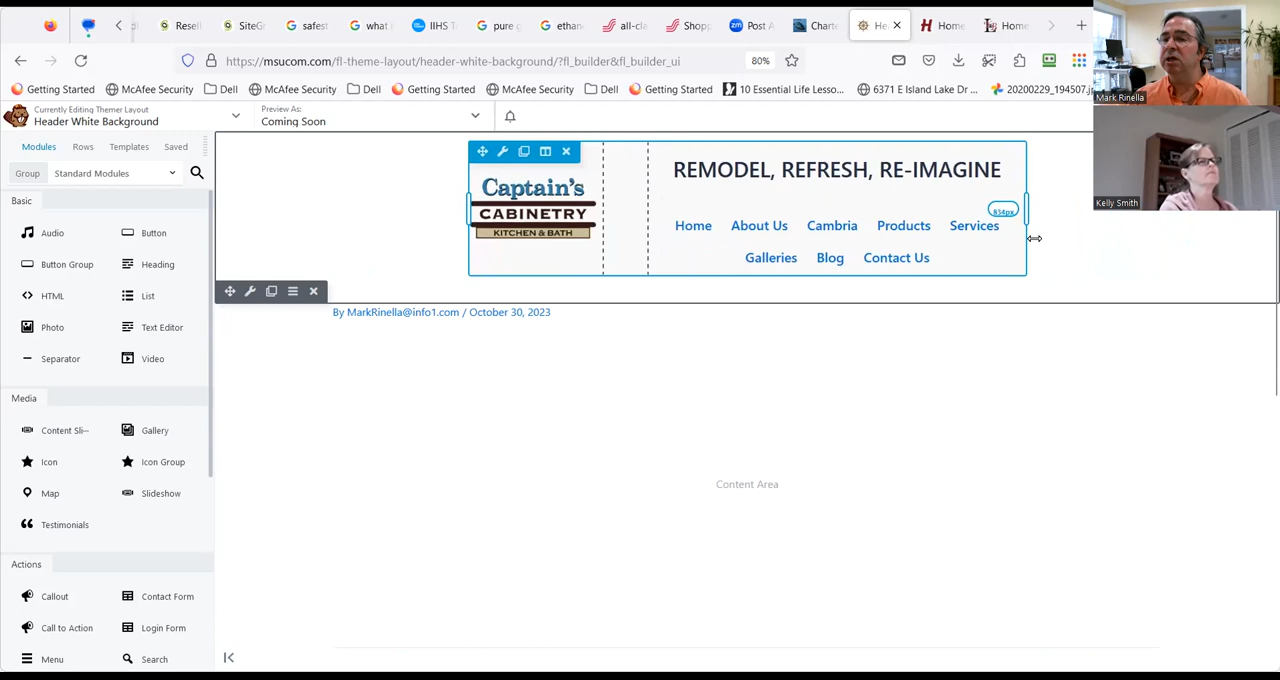 Resell
SiteGr
safest
what i
IIHS T
pure g
ethan
all-cla
Shopp
zm
Post A
Charte
He
Home
Home
https://msucom.com/fl-theme-layout/header-white-background/?fl_builder&fl_builder_ui
80%
Getting Started
McAfee Security
Dell
McAfee Security
Dell
Getting Started
McAfee Security
Dell
Getting Started
10 Essential Life Lesso...
6371 E Island Lake Dr ...
20200229_194507.j
Mark Rinella
Kelly Smith
Currently Editing Themer Layout
Header White Background
Preview As:
Coming Soon
Modules
Rows
Templates
Saved
Group
Standard Modules
Basic
Audio
Button
Button Group
Heading
HTML
List
Photo
Text Editor
Separator
Video
Media
Content Sli--
Gallery
Icon
Icon Group
Map
Slideshow
Testimonials
Actions
Callout
Contact Form
Call to Action
Login Form
Menu
Search
Captain's
CABINETRY
KITCHEN & BATH
REMODEL, REFRESH, RE-IMAGINE
834px
Home
About Us
Cambria
Products
Services
Galleries
Blog
Contact Us
By MarkRinella@info1.com / October 30, 2023
Content Area